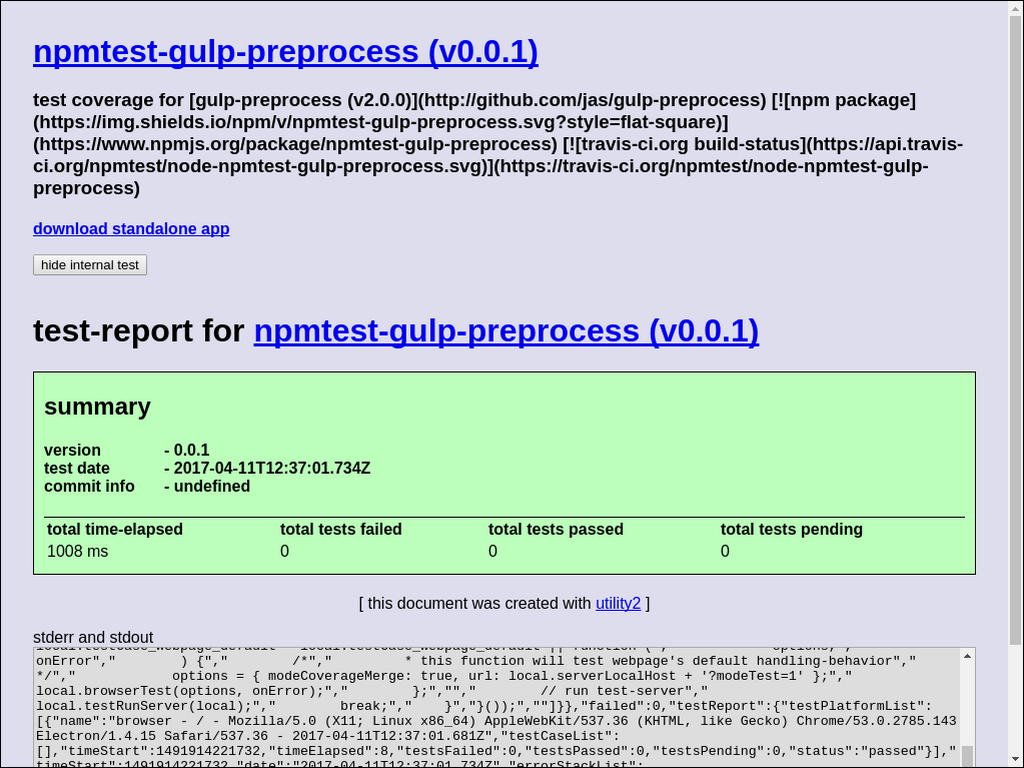 npmtest-gulp-preprocess (v0.0.1)
test coverage for [gulp-preprocess (v2.0.0)](http://github.com/jas/gulp-preprocess) [![npm package]
(https://img.shields.io/npm/v/npmtest-gulp-preprocess.svg?style=flat-square)]
(https://www.npmjs.org/package/npmtest-gulp-preprocess) [![travis-ci.org build-status](https://api.travis-
ci.org/npmtest/node-npmtest-gulp-preprocess.svg)](https://travis-ci.org/npmtest/node-npmtest-gulp-
preprocess)
download standalone app
hide internal test
test-report for npmtest-gulp-preprocess (v0.0.1)
summary
version - 0.0.1
test date - 2017-04-11T12:37:01.734Z
commit info - undefined
total time-elapsed total tests failed total tests passed total tests pending
1008 ms 0 0 0
[ this document was created with utility2 ]
stderr and stdout
local.testCase_webpage_default = local.testCase_webpage_default || function ("," options,","
onError"," ) {"," /*"," * this function will test webpage's default handling-behavior","
*/"," options = { modeCoverageMerge: true, url: local.serverLocalHost + '?modeTest=1' };","
local.browserTest(options, onError);"," };",""," // run test-server","
local.testRunServer(local);"," break;"," }","}());",""]}},"failed":0,"testReport":{"testPlatformList":
[{"name":"browser - / - Mozilla/5.0 (X11; Linux x86_64) AppleWebKit/537.36 (KHTML, like Gecko) Chrome/53.0.2785.143
Electron/1.4.15 Safari/537.36 - 2017-04-11T12:37:01.681Z","testCaseList":
[],"timeStart":1491914221732,"timeElapsed":8,"testsFailed":0,"testsPassed":0,"testsPending":0,"status":"passed"}],"
timeStart":1491914221732,"date":"2017-04-11T12:37:01.734Z","errorStackList":